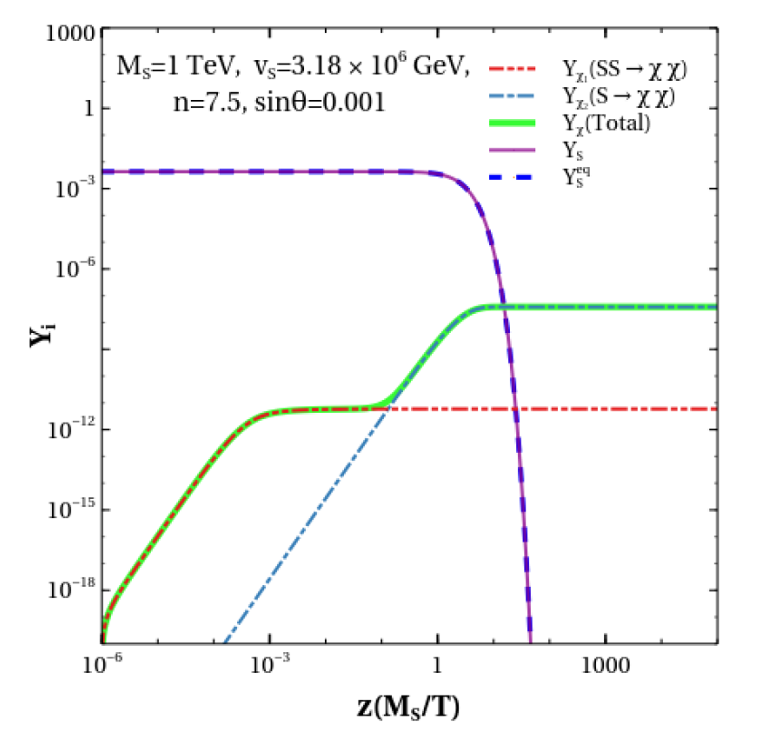 M_S=1 TeV, v_S=3.18 × 10^6 GeV,
n=7.5, sinθ=0.001
Y_χ₁(SS → χ χ)
Y_χ₂(S → χ χ)
Y_χ(Total)
Y_S
Y_S^eq
1000
1
10^−3
10^−6
10^−12
10^−15
10^−18
Y_i
10^−6
10^−3
1
1000
z(M_S/T)